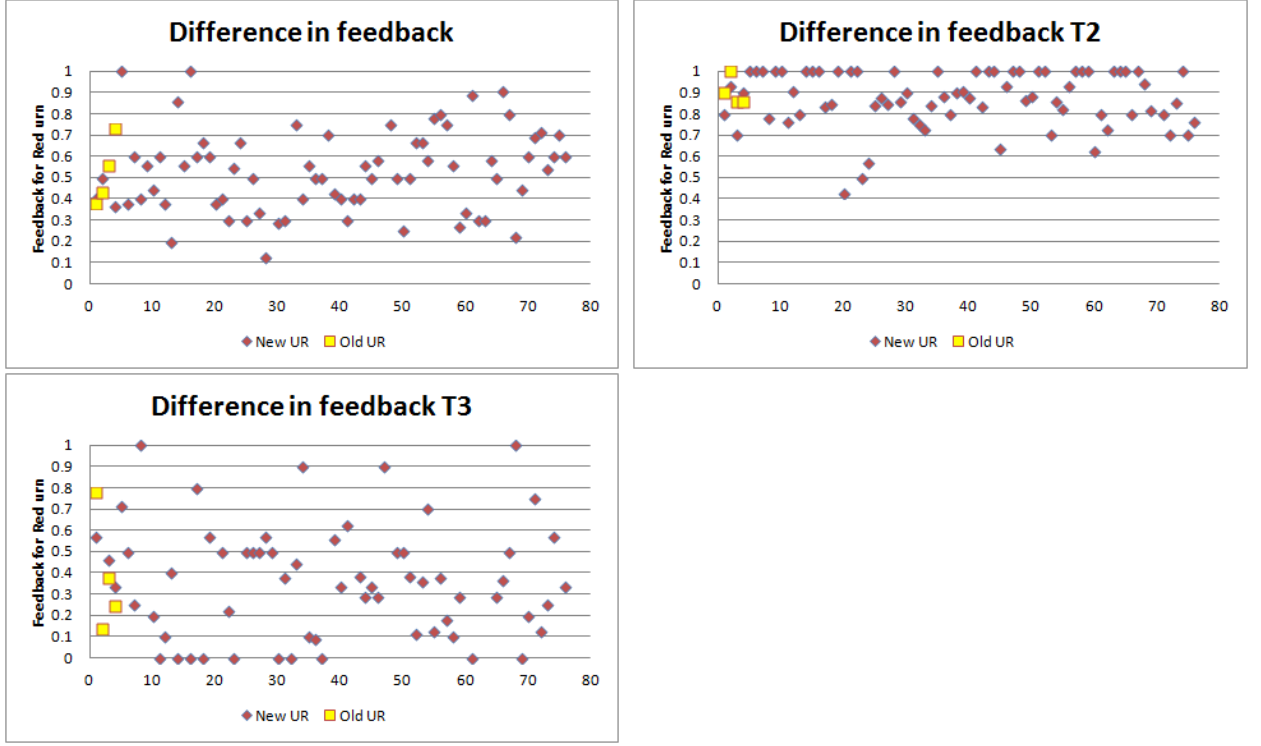 Difference in feedback
Feedback for Red urn
1
0.9
0.8
0.7
0.6
0.5
0.4
0.3
0.2
0.1
0
0 10 20 30 40 50 60 70 80
New UR Old UR
Difference in feedback T2
Feedback for Red urn
1
0.9
0.8
0.7
0.6
0.5
0.4
0.3
0.2
0.1
0
0 10 20 30 40 50 60 70 80
New UR Old UR
Difference in feedback T3
Feedback for Red urn
1
0.9
0.8
0.7
0.6
0.5
0.4
0.3
0.2
0.1
0
0 10 20 30 40 50 60 70 80
New UR Old UR